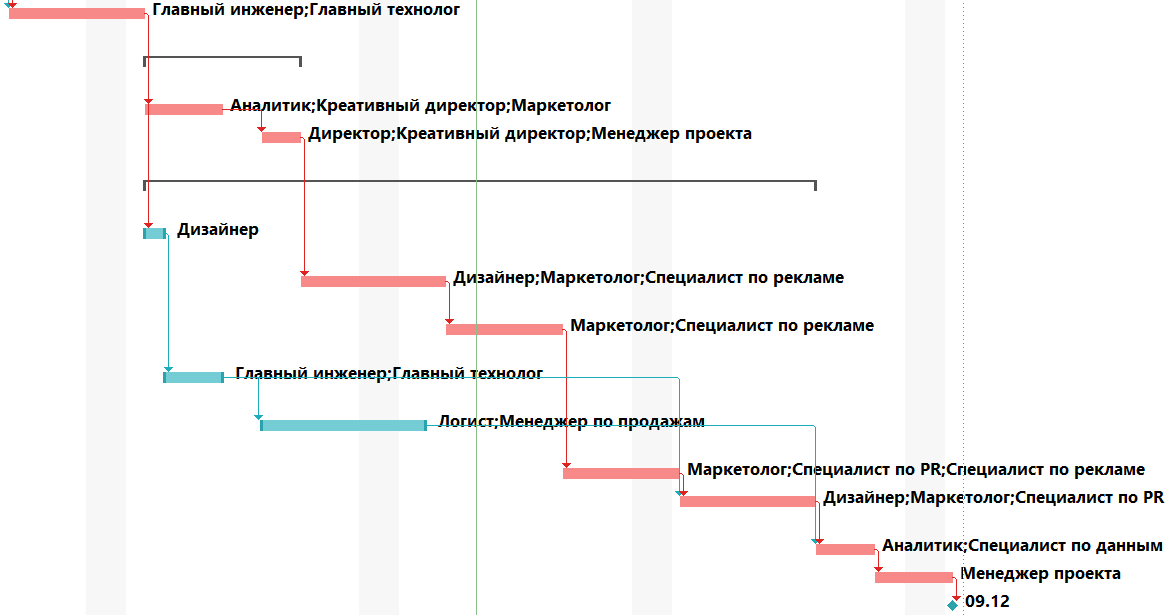 Главный инженер;Главный технолог
Аналитик;Креативный директор;Маркетолог
Директор;Креативный директор;Менеджер проекта
Дизайнер
Дизайнер;Маркетолог;Специалист по рекламе
Маркетолог;Специалист по рекламе
Главный инженер;Главный технолог
Логист;Менеджер по продажам
Маркетолог;Специалист по PR;Специалист по рекламе
Дизайнер;Маркетолог;Специалист по PR
Аналитик;Специалист по данным
Менеджер проекта
09.12